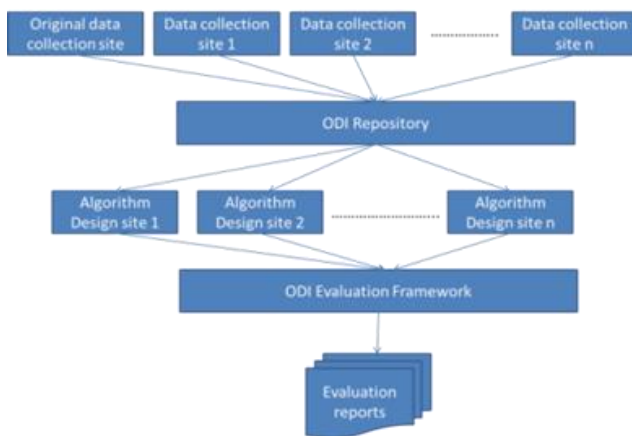 Original data
collection site
Data collection
site 1
Data collection
site 2
Data collection
site n
ODI Repository
Algorithm
Design site 1
Algorithm
Design site 2
Algorithm
Design site n
ODI Evaluation Framework
Evaluation
reports